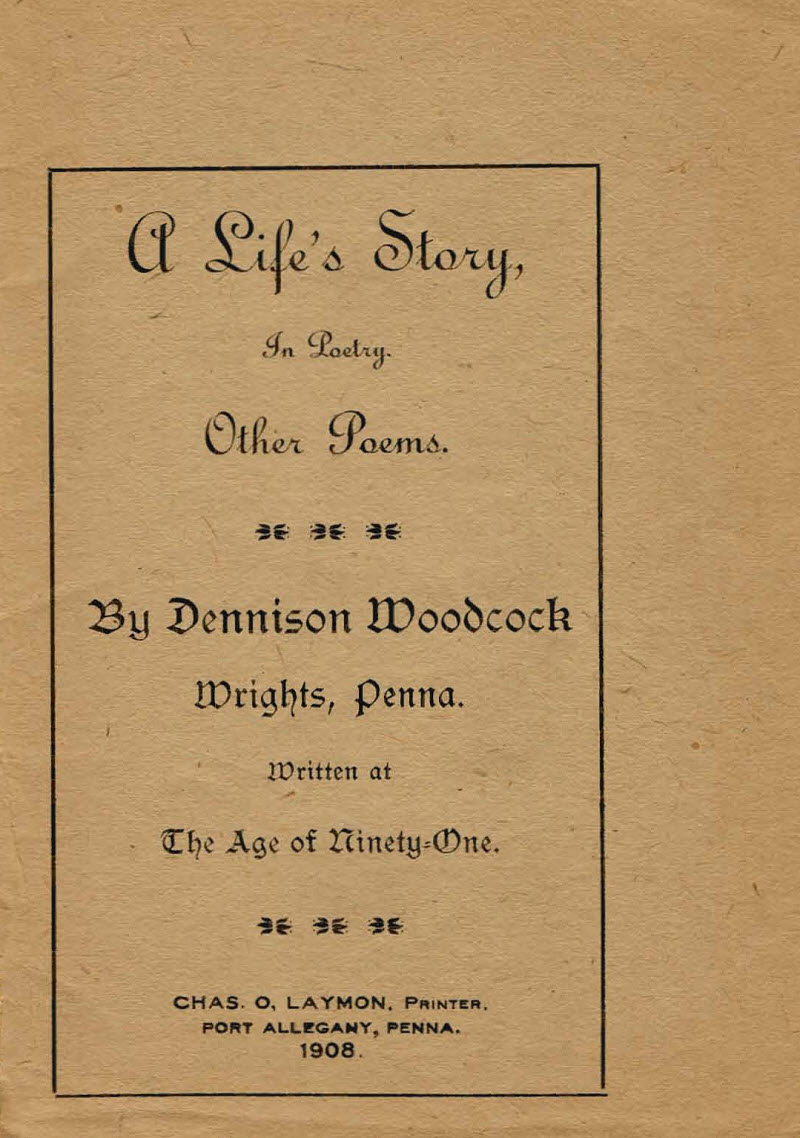 A Life's Story,
In Poetry.
Other Poems.
By Dennison Woodcock
Wrights, Penna.
Written at
The Age of Ninety=One.
CHAS. O, LAYMON, PRINTER.
PORT ALLEGANY, PENNA.
1908.